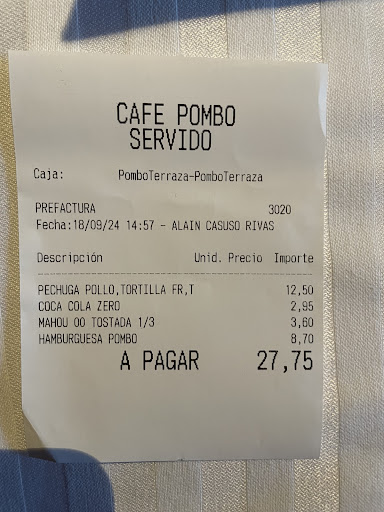 CAFE POMBO
SERVIDO
Caja: PomboTerraza-PomboTerraza
PREFACTURA 3020
Fecha:18/09/24 14:57 - ALAIN CASUSO RIVAS
Descripción Unid. Precio Importe
PECHUGA POLLO,TORTILLA FR,T 12,50
COCA COLA ZERO 2,95
MAHOU 00 TOSTADA 1/3 3,60
HAMBURGUESA POMBO 8,70
A PAGAR 27,75